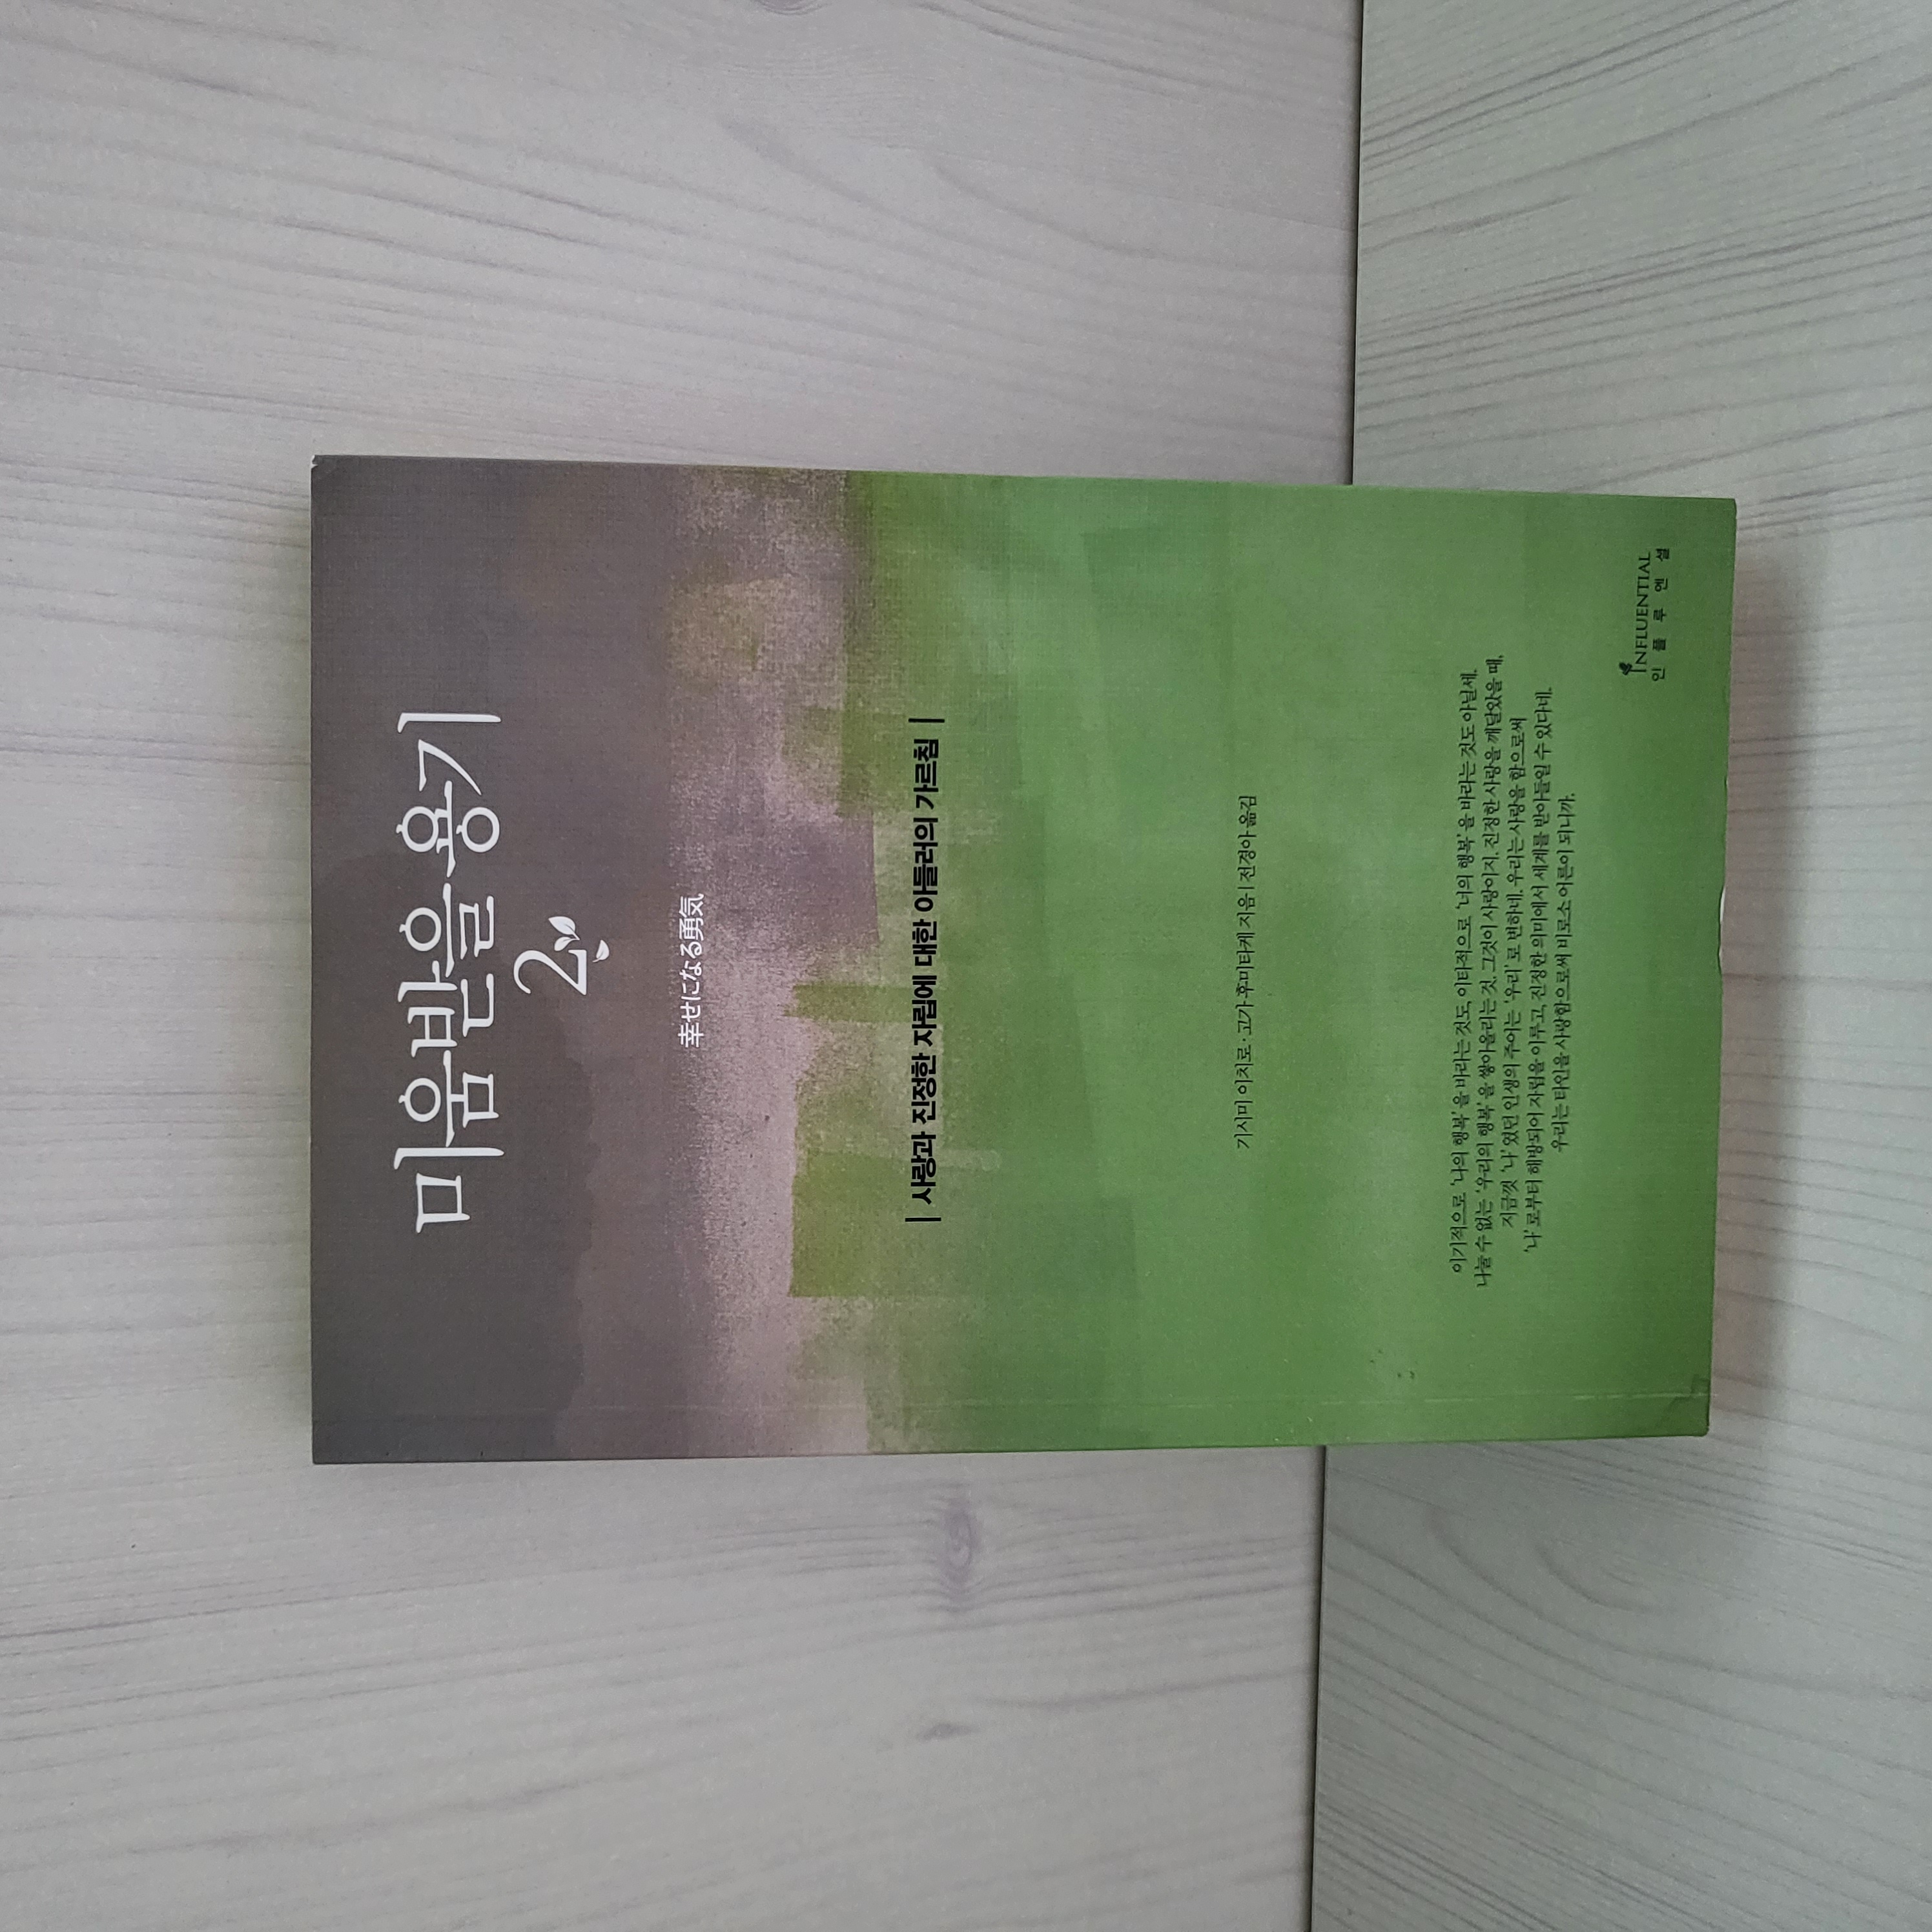 미움받을 용기
2
幸せになる勇気
| 사랑과 진정한 자립에 대한 아들러의 가르침 |
기시미 이치로·고가 후미타케 지음 | 전경아 옮김
이기적으로 ‘나의 행복’을 바라는 것도, 이타적으로 ‘너의 행복’을 바라는 것도 아닐세.
나눌 수 없는 ‘우리의 행복’을 쌓아올리는 것. 그것이 사랑이지. 진정한 사랑을 깨달았을 때,
지금껏 ‘나’였던 인생의 주어는 ‘우리’로 변하네. 우리는 사랑을 함으로써
‘나’로부터 해방되어 자립을 이루고, 진정한 의미에서 세계를 받아들일 수 있다네.
우리는 타인을 사랑함으로써 비로소 어른이 되니까.
INFLUENTIAL
인플루엔셜